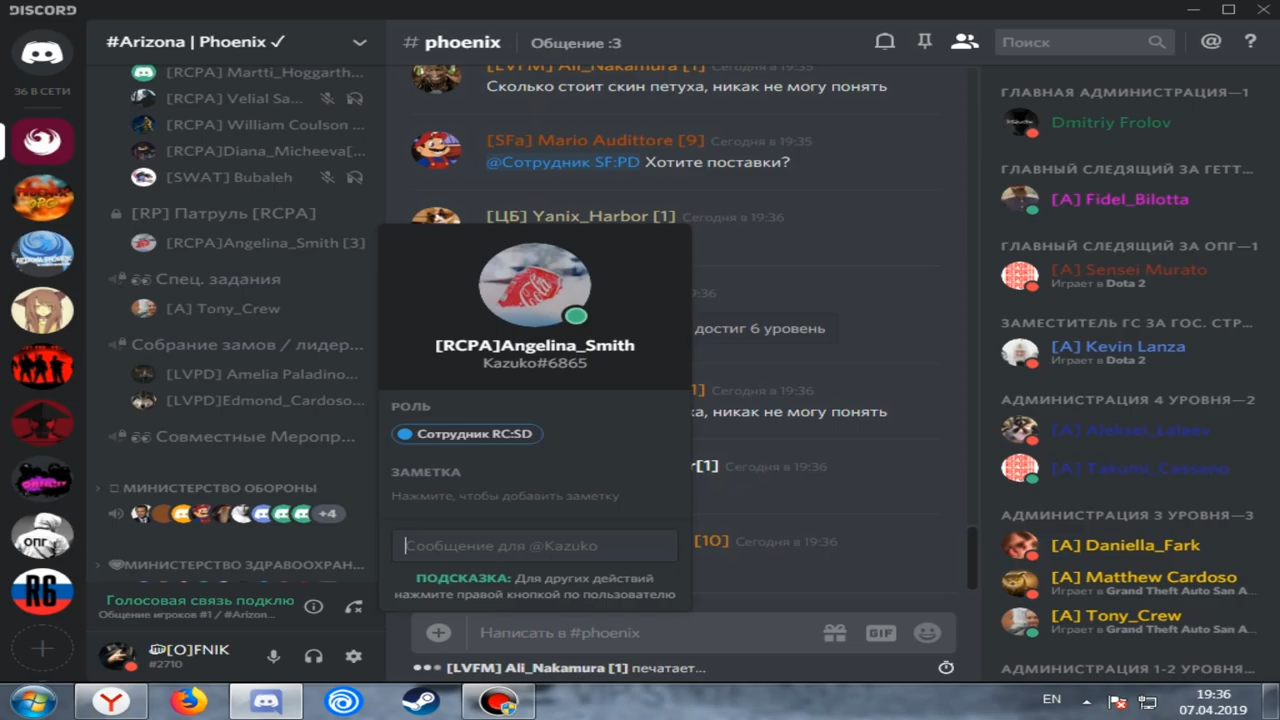 DISCORD
36 В СЕТИ
ОПГ
R6
#Arizona | Phoenix ✓
[RCPA] Martti_Hoggarth...
[RCPA] Velial Sa...
[RCPA] William Coulson ...
[RCPA]Diana_Micheeva[...
[SWAT] Bubaleh
[RP] Патруль [RCPA]
[RCPA]Angelina_Smith [3]
Спец. задания
[A] Tony_Crew
Собрание замов / лидер...
[LVPD] Amelia Paladino...
[LVPD]Edmond_Cardoso...
Совместные Меропр...
МИНИСТЕРСТВО ОБОРОНЫ
+4
МИНИСТЕРСТВО ЗДРАВООХРАН...
Голосовая связь подклю
Общение игроков #1 / #Arizon...
[O]FNIK
#2710
# phoenix
Общение :3
Поиск
[LVFM] Ali_Nakamura [1] Сегодня в 19:35
Сколько стоит скин петуха, никак не могу понять
[SFa] Mario Audittore [9] Сегодня в 19:35
@Сотрудник SF:PD Хотите поставки?
[ЦБ] Yanix_Harbor [1] Сегодня в 19:36
9:36
достиг 6 уровень
1] Сегодня в 19:36
ха, никак не могу понять
r[1] Сегодня в 19:36
[10] Сегодня в 19:36
[RCPA]Angelina_Smith
Kazuko#6865
РОЛЬ
Сотрудник RC:SD
ЗАМЕТКА
Нажмите, чтобы добавить заметку
Сообщение для @Kazuko
ПОДСКАЗКА: Для других действий
нажмите правой кнопкой по пользователю
Написать в #phoenix
GIF
[LVFM] Ali_Nakamura [1] печатает...
ГЛАВНАЯ АДМИНИСТРАЦИЯ—1
Dmitriy Frolov
ГЛАВНЫЙ СЛЕДЯЩИЙ ЗА ГЕТТ...
[A] Fidel_Bilotta
ГЛАВНЫЙ СЛЕДЯЩИЙ ЗА ОПГ—1
[A] Sensei Murato
Играет в Dota 2
ЗАМЕСТИТЕЛЬ ГС ЗА ГОС. СТР...
[A] Kevin Lanza
Играет в Dota 2
АДМИНИСТРАЦИЯ 4 УРОВНЯ—2
[A] Aleksei_Lalaev
[A] Takumi_Cassano
АДМИНИСТРАЦИЯ 3 УРОВНЯ—3
[A] Daniella_Fark
[A] Matthew Cardoso
Играет в Grand Theft Auto San A...
[A] Tony_Crew
Играет в Grand Theft Auto San A...
АДМИНИСТРАЦИЯ 1-2 УРОВНЯ—...
EN
19:36
07.04.2019